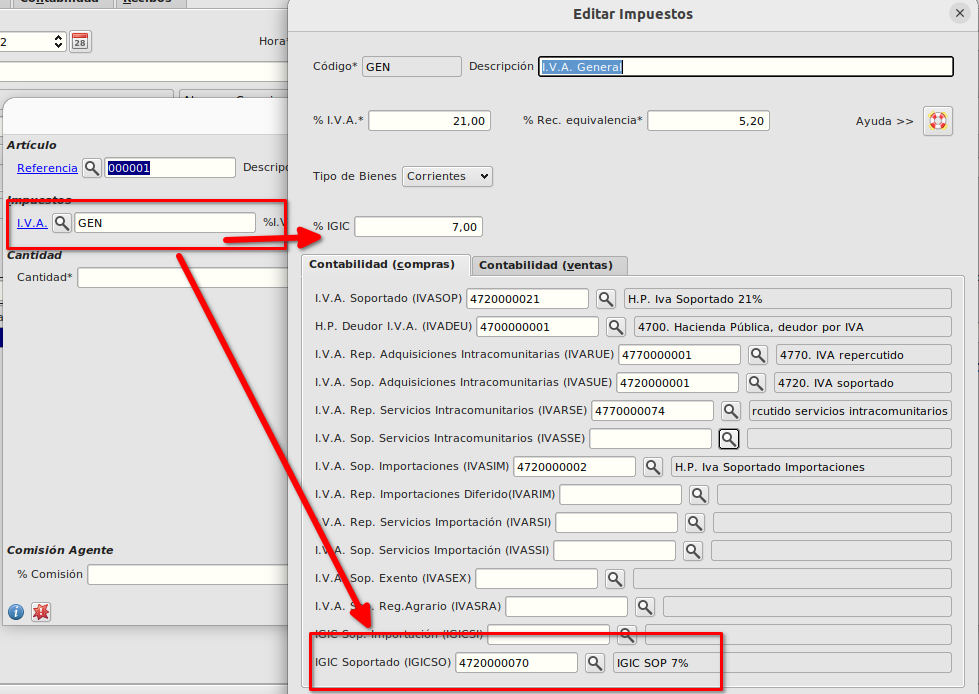 Contabilidad Recibos
Editar Impuestos
2 28 Hora
Código* GEN Descripción I.V.A. General
% I.V.A.* 21,00 % Rec. equivalencia* 5,20 Ayuda >>
Artículo
Referencia 000001 Descripc
Tipo de Bienes Corrientes
Impuestos
I.V.A. GEN %I.V
% IGIC 7,00
Cantidad
Cantidad*
Contabilidad (compras) Contabilidad (ventas)
I.V.A. Soportado (IVASOP) 4720000021 H.P. Iva Soportado 21%
H.P. Deudor I.V.A. (IVADEU) 4700000001 4700. Hacienda Pública, deudor por IVA
I.V.A. Rep. Adquisiciones Intracomunitarias (IVARUE) 4770000001 4770. IVA repercutido
I.V.A. Sop. Adquisiciones Intracomunitarias (IVASUE) 4720000001 4720. IVA soportado
I.V.A. Rep. Servicios Intracomunitarios (IVARSE) 4770000074 rcutido servicios intracomunitarios
I.V.A. Sop. Servicios Intracomunitarios (IVASSE)
I.V.A. Sop. Importaciones (IVASIM) 4720000002 H.P. Iva Soportado Importaciones
I.V.A. Rep. Importaciones Diferido(IVARIM)
I.V.A. Rep. Servicios Importación (IVARSI)
I.V.A. Sop. Servicios Importación (IVASSI)
I.V.A. Sop. Exento (IVASEX)
I.V.A. Sop. Reg.Agrario (IVASRA)
IGIC Sop. Importación (IGICSI)
IGIC Soportado (IGICSO) 4720000070 IGIC SOP 7%
Comisión Agente
% Comisión